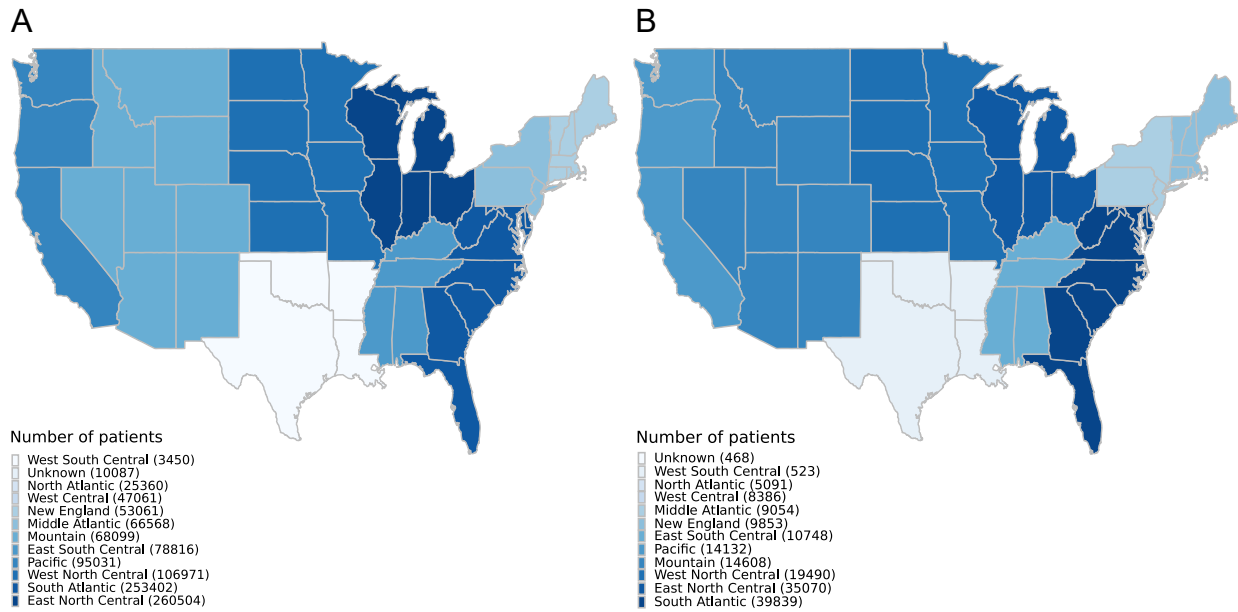 A
B
Number of patients
West South Central (3450)
Unknown (10087)
North Atlantic (25360)
West Central (47061)
New England (53061)
Middle Atlantic (66568)
Mountain (68099)
East South Central (78816)
Pacific (95031)
West North Central (106971)
South Atlantic (253402)
East North Central (260504)
Number of patients
Unknown (468)
West South Central (523)
North Atlantic (5091)
West Central (8386)
Middle Atlantic (9054)
New England (9853)
East South Central (10748)
Pacific (14132)
Mountain (14608)
West North Central (19490)
East North Central (35070)
South Atlantic (39839)